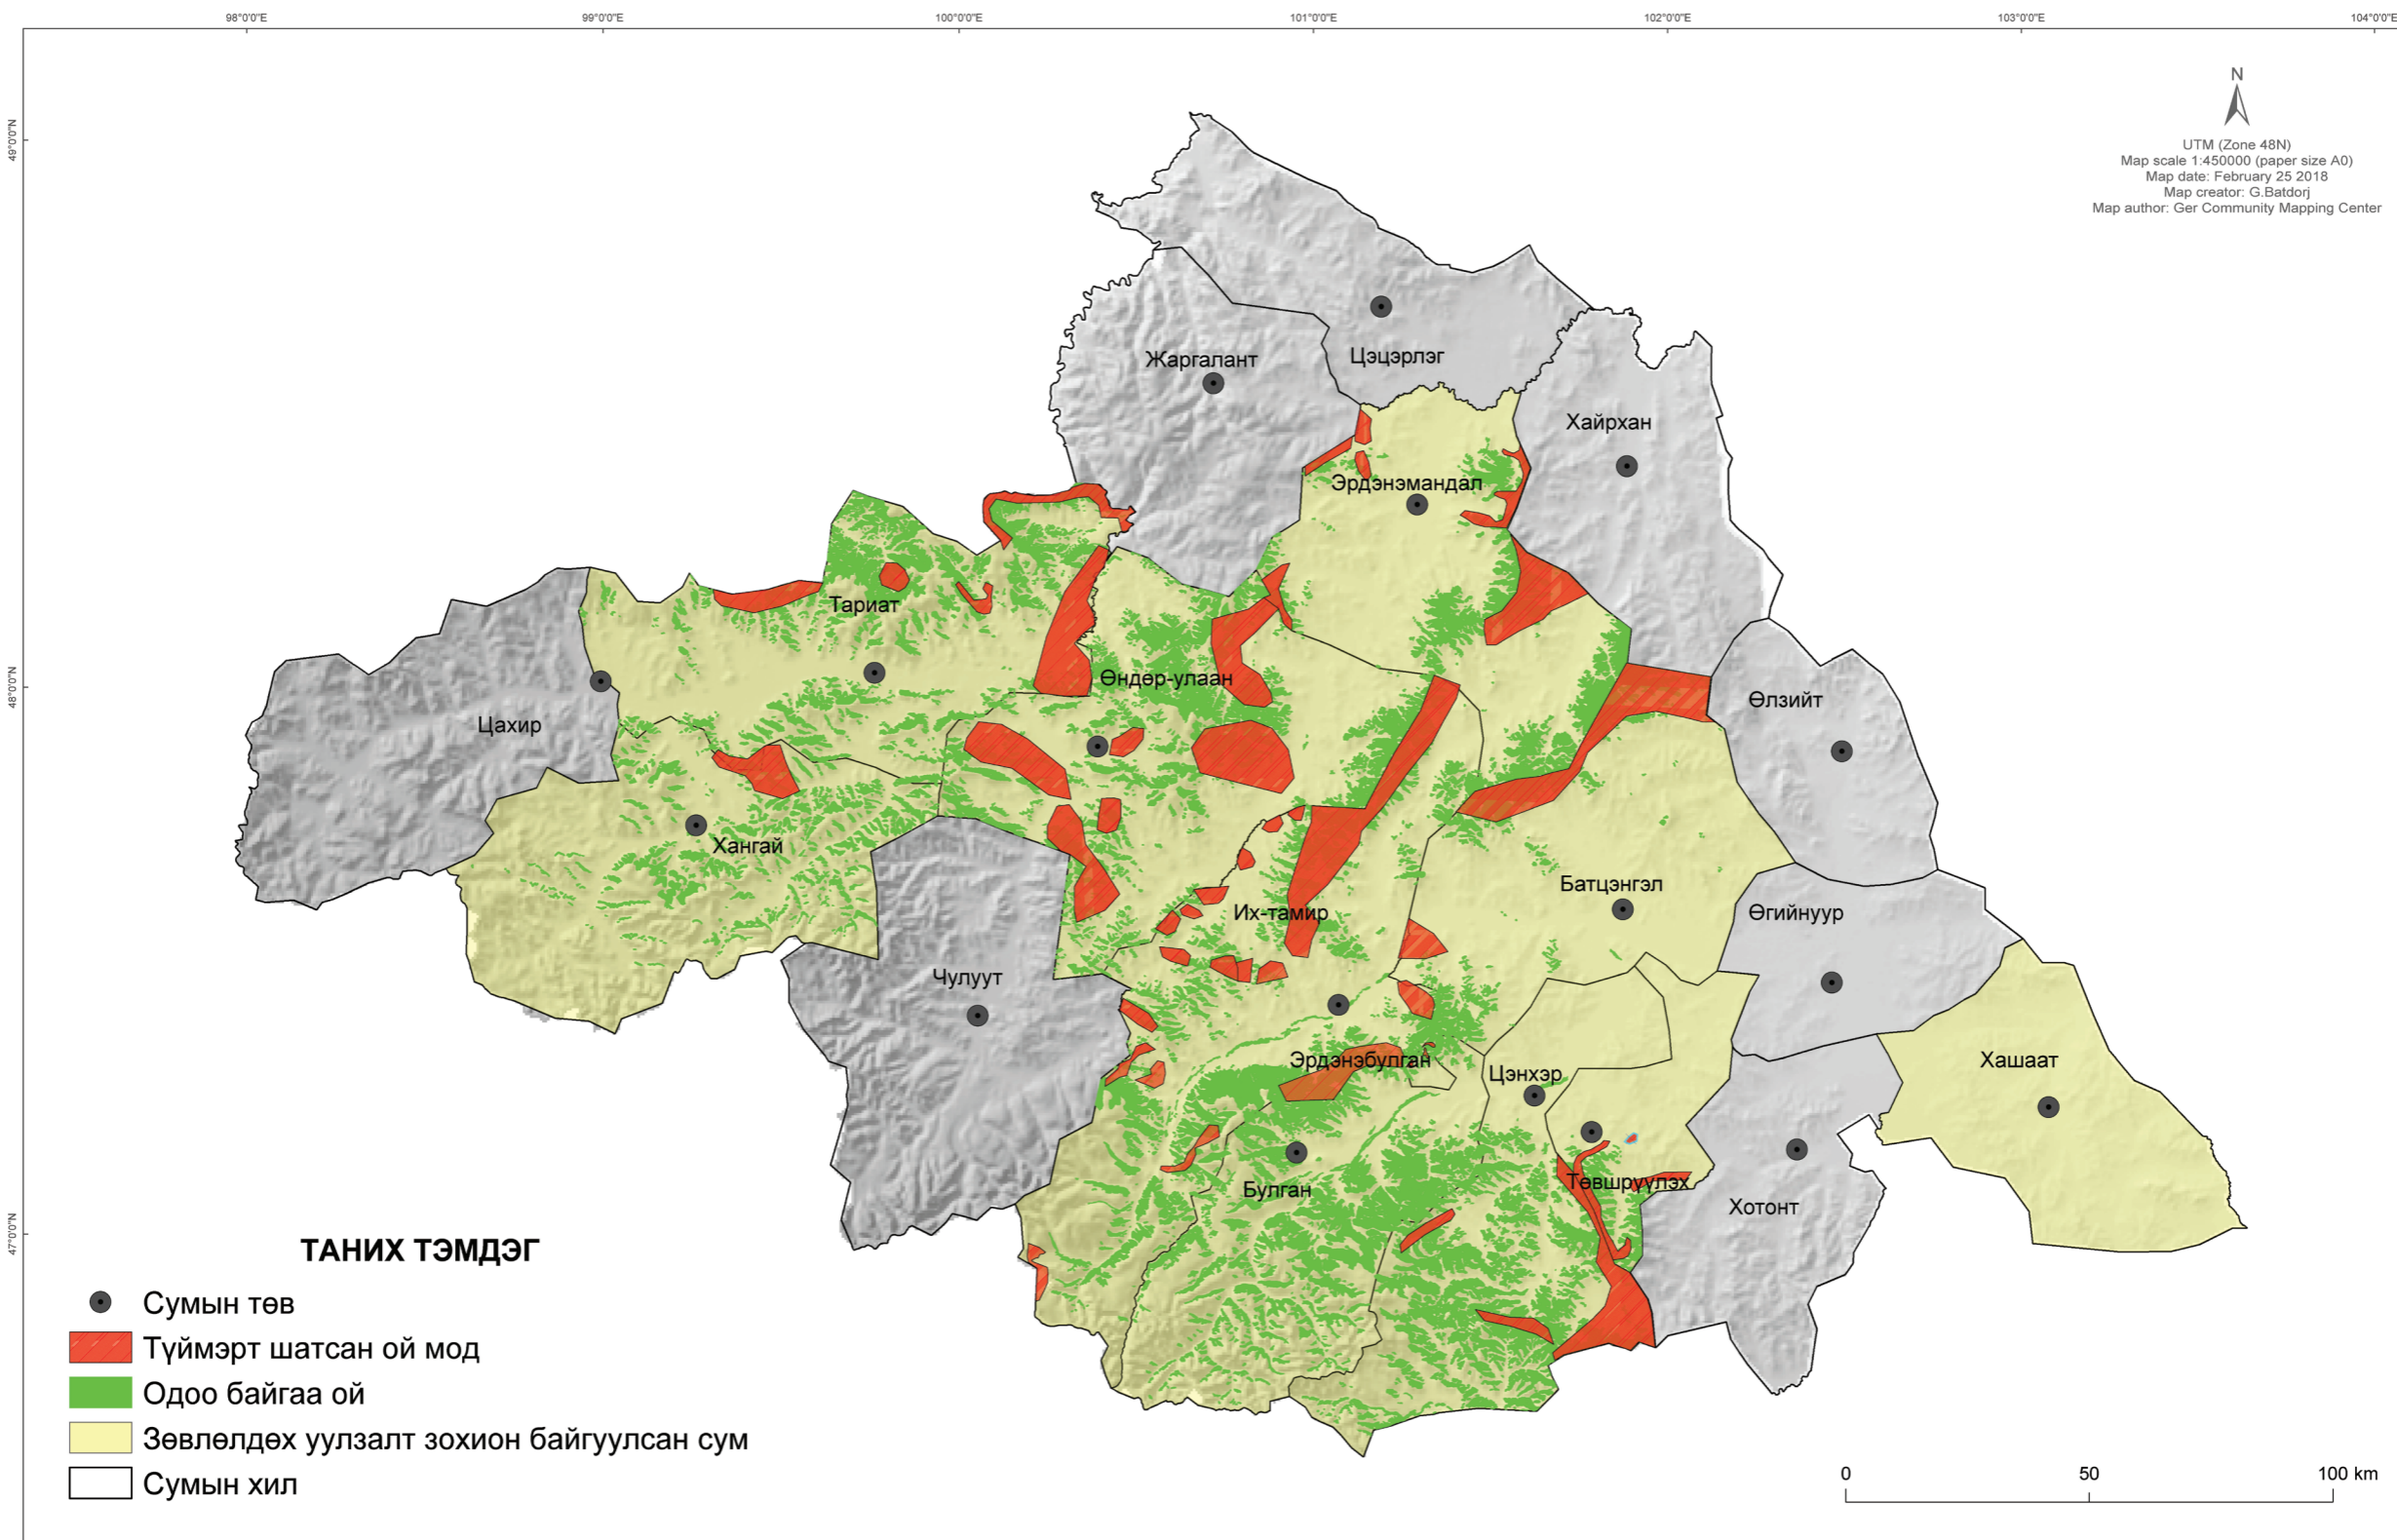 98°0'0"E
99°0'0"E
100°0'0"E
101°0'0"E
102°0'0"E
103°0'0"E
104°0'0"E
49°0'0"N
48°0'0"N
47°0'0"N
N
UTM (Zone 48N)
Map scale 1:450000 (paper size A0)
Map date: February 25 2018
Map creator: G.Batdorj
Map author: Ger Community Mapping Center
Жаргалант
Цэцэрлэг
Хайрхан
Эрдэнэмандал
Тариат
Өндөр-улаан
Өлзийт
Цахир
Хангай
Батцэнгэл
Их-тамир
Өгийнуур
Чулуут
Эрдэнэбулган
Цэнхэр
Хашаат
Булган
Төвшрүүлэх
Хотонт
ТАНИХ ТЭМДЭГ
Сумын төв
Түймэрт шатсан ой мод
Одоо байгаа ой
Зөвлөлдөх уулзалт зохион байгуулсан сум
Сумын хил
0 50 100 km